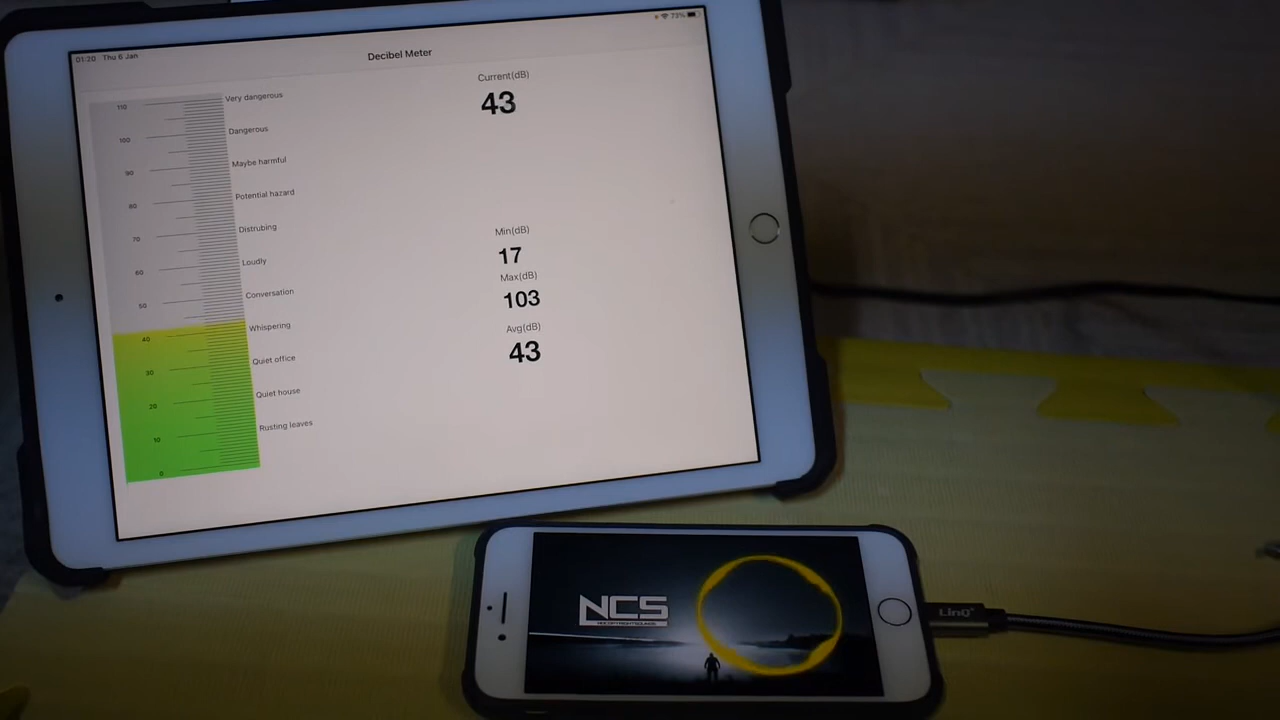 01:20 Thu 6 Jan
73%
Decibel Meter
Current(dB)
43
Min(dB)
17
Max(dB)
103
Avg(dB)
43
110
100
90
80
70
60
50
40
30
20
10
0
Very dangerous
Dangerous
Maybe harmful
Potential hazard
Distrubing
Loudly
Conversation
Whispering
Quiet office
Quiet house
Rusting leaves
NCS
NOCOPYRIGHTSOUNDS
LinQ